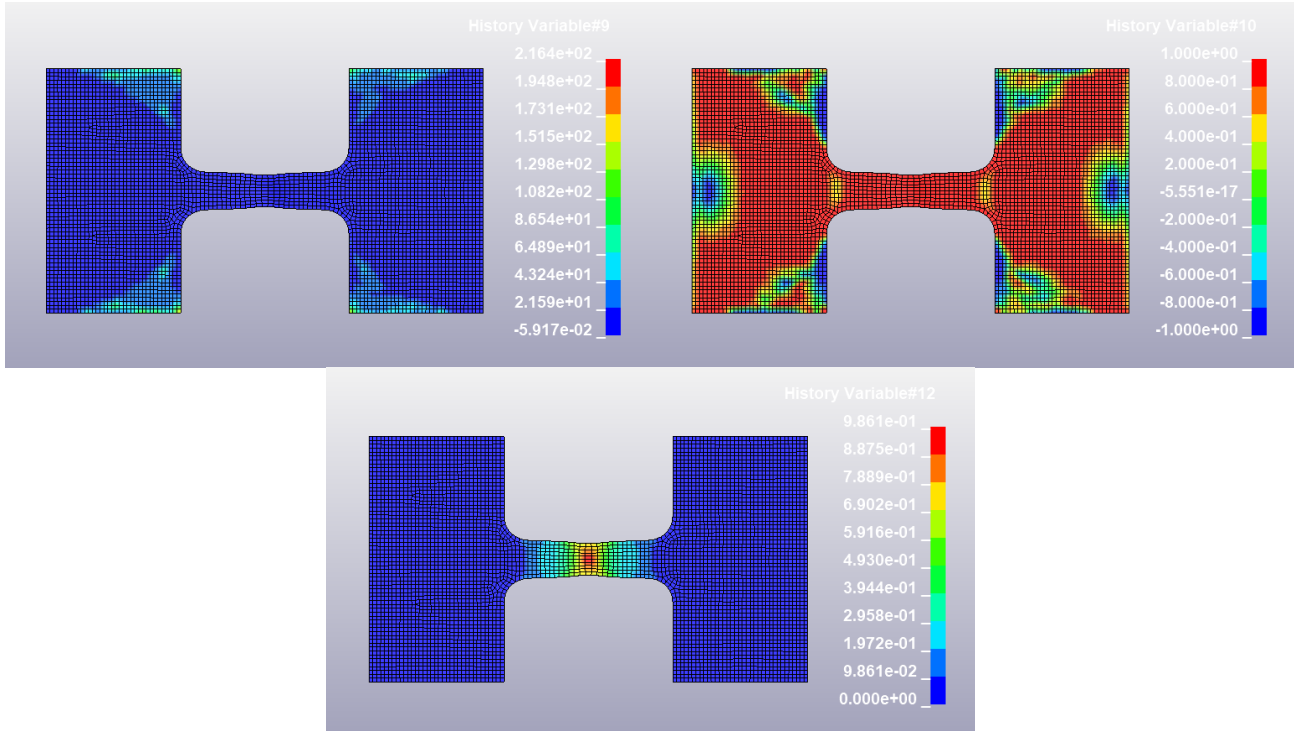 History Variable#9
2.164e+02
1.948e+02
1.731e+02
1.515e+02
1.298e+02
1.082e+02
8.654e+01
6.489e+01
4.324e+01
2.159e+01
-5.917e-02
History Variable#10
1.000e+00
8.000e-01
6.000e-01
4.000e-01
2.000e-01
-5.551e-17
-2.000e-01
-4.000e-01
-6.000e-01
-8.000e-01
-1.000e+00
History Variable#12
9.861e-01
8.875e-01
7.889e-01
6.902e-01
5.916e-01
4.930e-01
3.944e-01
2.958e-01
1.972e-01
9.861e-02
0.000e+00